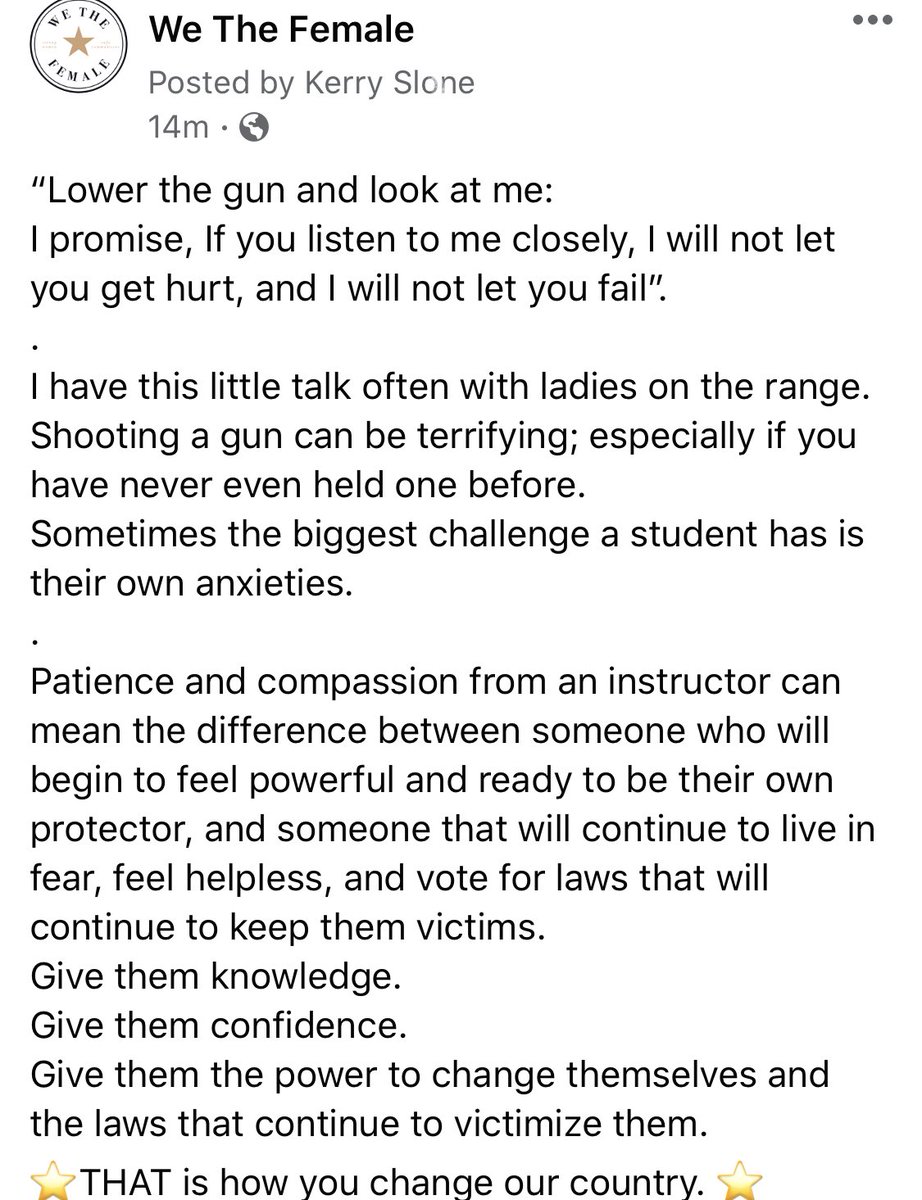 WE THE
FEMALE
We The Female
Posted by Kerry Slone
14m ·
“Lower the gun and look at me:
I promise, If you listen to me closely, I will not let
you get hurt, and I will not let you fail”.
.
I have this little talk often with ladies on the range.
Shooting a gun can be terrifying; especially if you
have never even held one before.
Sometimes the biggest challenge a student has is
their own anxieties.
.
Patience and compassion from an instructor can
mean the difference between someone who will
begin to feel powerful and ready to be their own
protector, and someone that will continue to live in
fear, feel helpless, and vote for laws that will
continue to keep them victims.
Give them knowledge.
Give them confidence.
Give them the power to change themselves and
the laws that continue to victimize them.
⭐THAT is how you change our country. ⭐